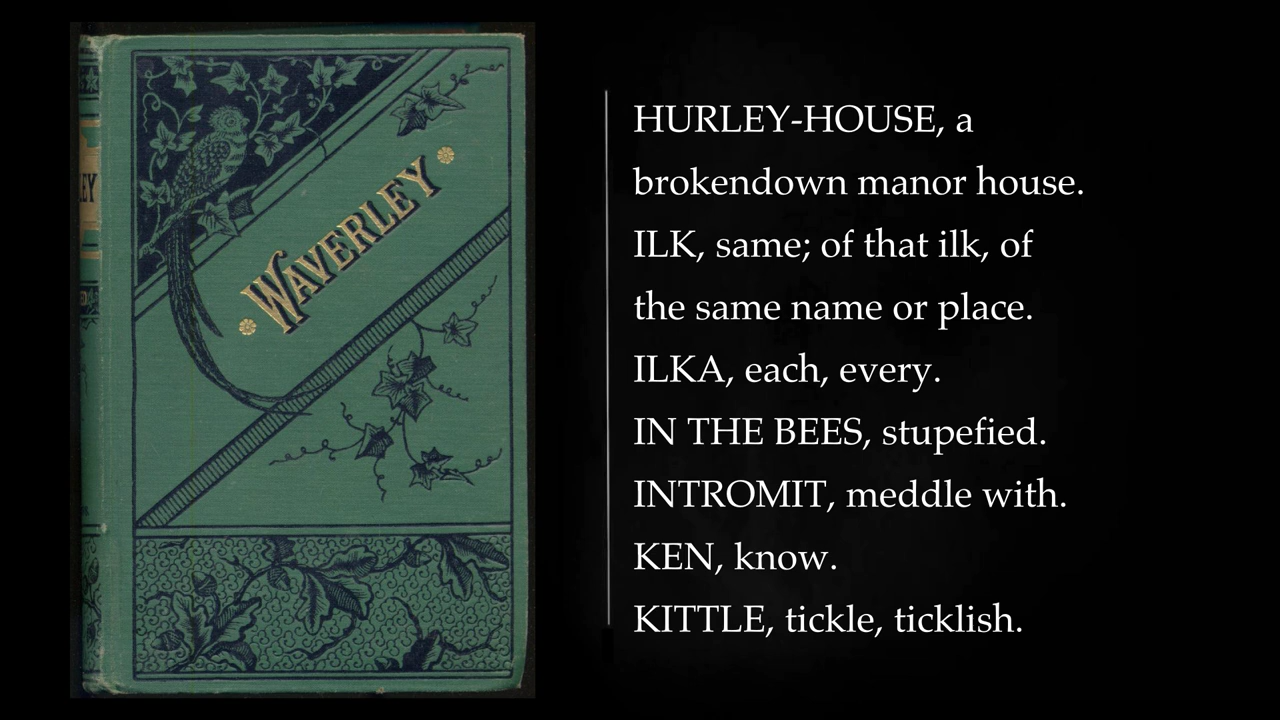 WAVERLEY
LEY
HURLEY-HOUSE, a
brokendown manor house.
ILK, same; of that ilk, of
the same name or place.
ILKA, each, every.
IN THE BEES, stupefied.
INTROMIT, meddle with.
KEN, know.
KITTLE, tickle, ticklish.